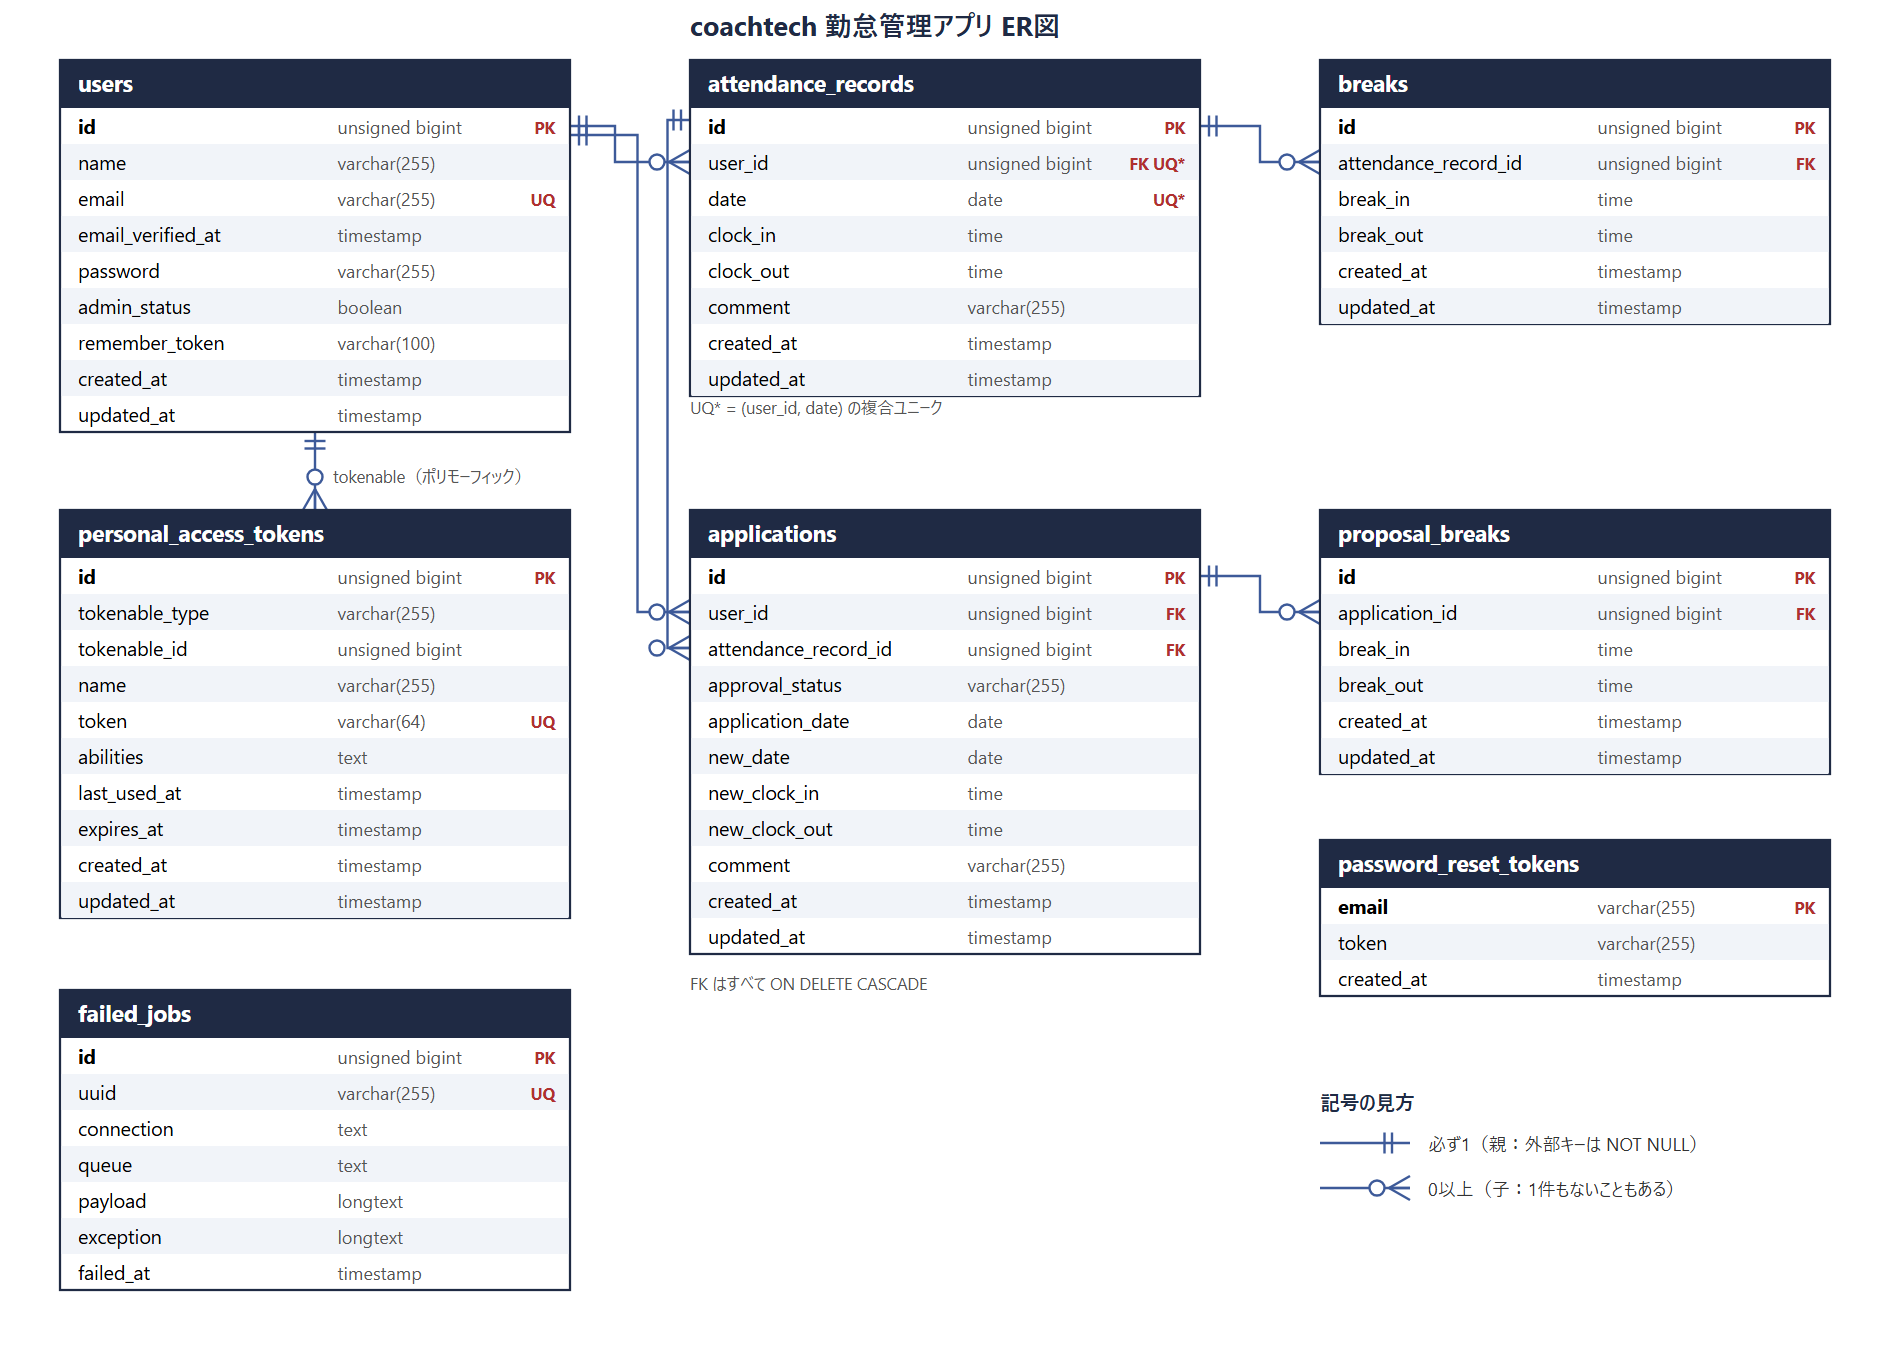 coachtech 勤怠管理アプリ ER図
users
id unsigned bigint PK
name varchar(255)
email varchar(255) UQ
email_verified_at timestamp
password varchar(255)
admin_status boolean
remember_token varchar(100)
created_at timestamp
updated_at timestamp
attendance_records
id unsigned bigint PK
user_id unsigned bigint FK UQ*
date date UQ*
clock_in time
clock_out time
comment varchar(255)
created_at timestamp
updated_at timestamp
UQ* = (user_id, date) の複合ユニーク
breaks
id unsigned bigint PK
attendance_record_id unsigned bigint FK
break_in time
break_out time
created_at timestamp
updated_at timestamp
tokenable（ポリモーフィック）
personal_access_tokens
id unsigned bigint PK
tokenable_type varchar(255)
tokenable_id unsigned bigint
name varchar(255)
token varchar(64) UQ
abilities text
last_used_at timestamp
expires_at timestamp
created_at timestamp
updated_at timestamp
applications
id unsigned bigint PK
user_id unsigned bigint FK
attendance_record_id unsigned bigint FK
approval_status varchar(255)
application_date date
new_date date
new_clock_in time
new_clock_out time
comment varchar(255)
created_at timestamp
updated_at timestamp
FK はすべて ON DELETE CASCADE
proposal_breaks
id unsigned bigint PK
application_id unsigned bigint FK
break_in time
break_out time
created_at timestamp
updated_at timestamp
password_reset_tokens
email varchar(255) PK
token varchar(255)
created_at timestamp
failed_jobs
id unsigned bigint PK
uuid varchar(255) UQ
connection text
queue text
payload longtext
exception longtext
failed_at timestamp
記号の見方
必ず1（親：外部キーは NOT NULL）
0以上（子：1件もないこともある）